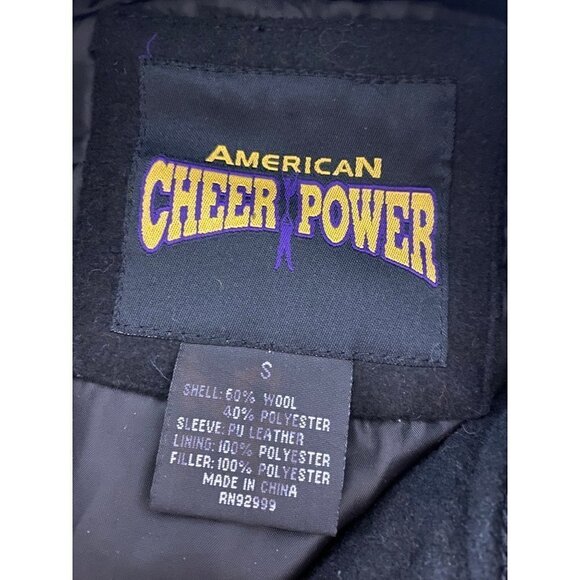 AMERICAN
CHEER POWER
S
SHELL: 60% WOOL
40% POLYESTER
SLEEVE: PU LEATHER
LINING: 100% POLYESTER
FILLER: 100% POLYESTER
MADE IN CHINA
RN92999